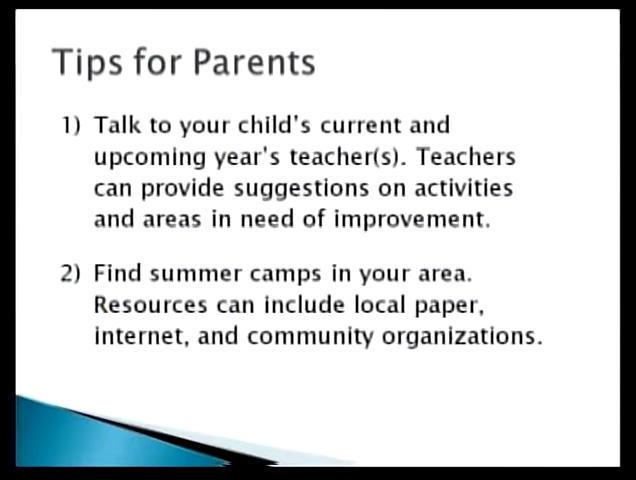 Tips for Parents
1) Talk to your child's current and
upcoming year's teacher(s). Teachers
can provide suggestions on activities
and areas in need of improvement.
2) Find summer camps in your area.
Resources can include local paper,
internet, and community organizations.